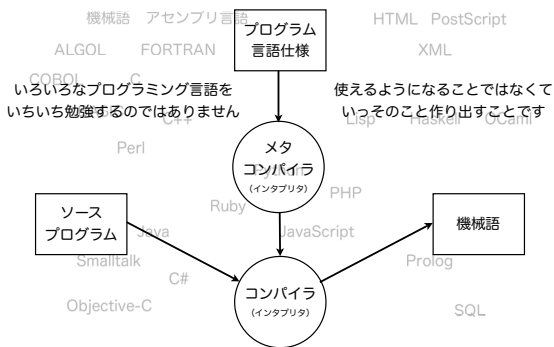 機械語 アセンブリ言語
プログラム
言語仕様
HTML PostScript
ALGOL FORTRAN
XML
COBOL C
いろいろなプログラミング言語を
いちいち勉強するのではありません
使えるようになることではなくて
いっそのこと作り出すことです
C++
Lisp Haskell OCaml
Perl
メタ
コンパイラ
(インタプリタ)
Python
PHP
Ruby
ソース
プログラム
機械語
Java
JavaScript
Smalltalk
Prolog
C#
コンパイラ
(インタプリタ)
Objective-C
SQL